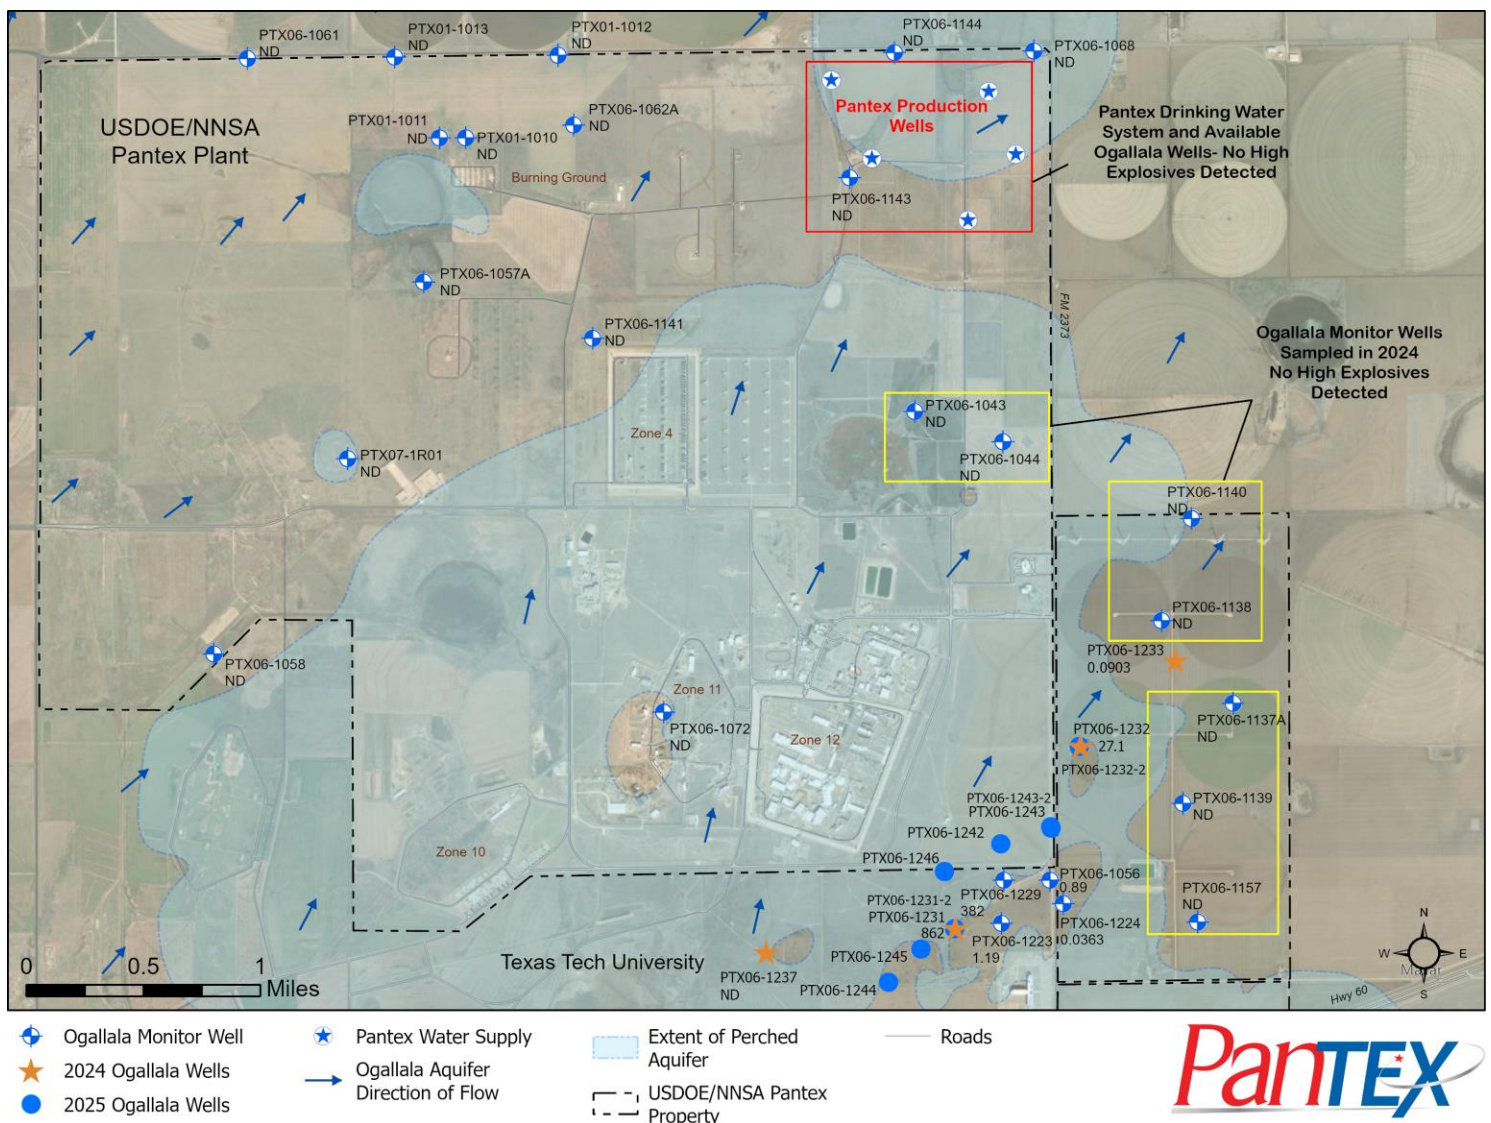 PTX06-1061
ND
PTX01-1013
ND
PTX01-1012
ND
PTX06-1144
ND
PTX06-1068
ND
USDOE/NNSA
Pantex Plant
PTX01-1011
ND
PTX01-1010
ND
PTX06-1062A
ND
Burning Ground
Pantex Production
Wells
PTX06-1143
ND
Pantex Drinking Water
System and Available
Ogallala Wells- No High
Explosives Detected
PTX06-1057A
ND
PTX06-1141
ND
FM 2373
Ogallala Monitor Wells
Sampled in 2024
No High Explosives
Detected
PTX06-1043
ND
PTX06-1044
ND
Zone 4
PTX07-1R01
ND
PTX06-1140
ND
PTX06-1138
ND
PTX06-1233
0.0903
PTX06-1058
ND
Zone 11
PTX06-1072
ND
Zone 12
PTX06-1137A
ND
PTX06-1232
27.1
PTX06-1232-2
PTX06-1139
ND
PTX06-1243-2
PTX06-1243
PTX06-1242
PTX06-1246
Zone 10
PTX06-1056
0.89
PTX06-1229
382
PTX06-1231-2
PTX06-1231
862
PTX06-1157
ND
PTX06-1224
0.0363
PTX06-1223
1.19
PTX06-1245
PTX06-1244
PTX06-1237
ND
Texas Tech University
0 0.5 1
Miles
Hwy 60
N
W E
S
Ogallala Monitor Well
2024 Ogallala Wells
2025 Ogallala Wells
Pantex Water Supply
Ogallala Aquifer
Direction of Flow
Extent of Perched
Aquifer
USDOE/NNSA Pantex
Property
Roads
PanTEX